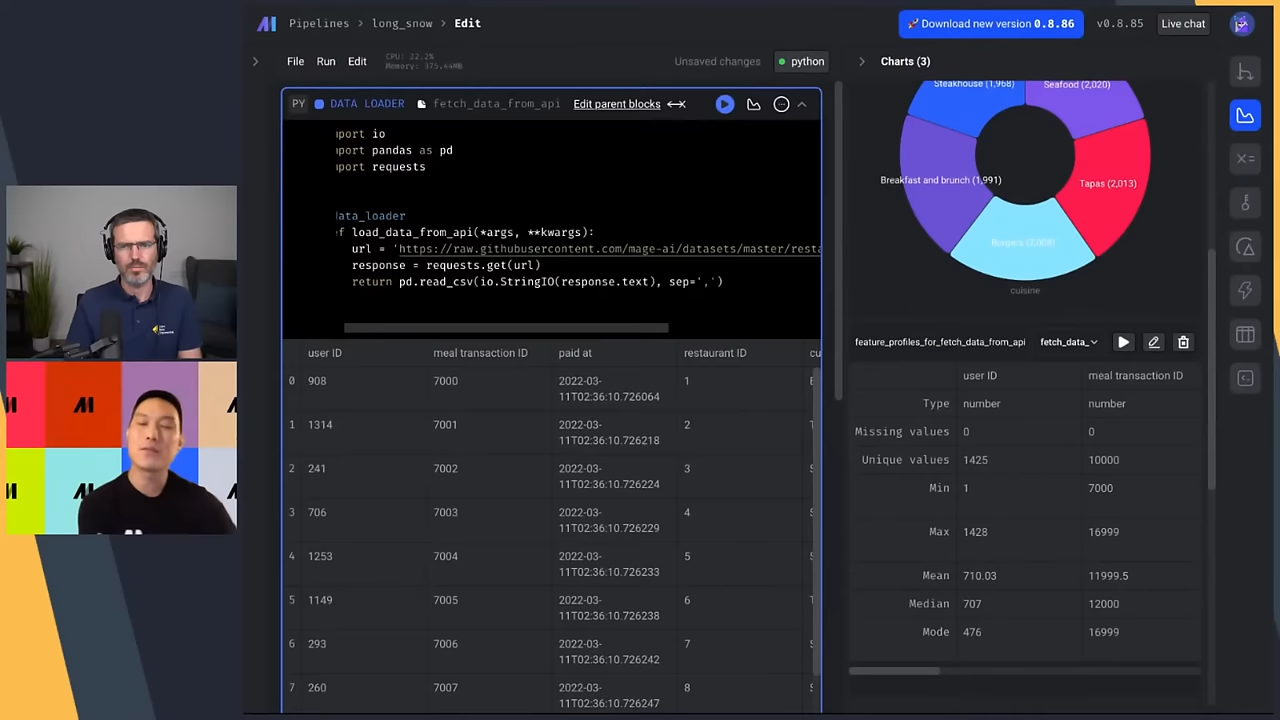 Pipelines > long_snow > Edit
🚀 Download new version 0.8.86
v0.8.85
Live chat
File Run Edit
CPU: 22.2%
Memory: 375.44MB
Unsaved changes
python
Charts (3)
PY DATA LOADER fetch_data_from_api Edit parent blocks
port io
port pandas as pd
port requests
data_loader
f load_data_from_api(*args, **kwargs):
url = 'https://raw.githubusercontent.com/mage-ai/datasets/master/resta
response = requests.get(url)
return pd.read_csv(io.StringIO(response.text), sep=',')
user ID meal transaction ID paid at restaurant ID cu
0 908 7000 2022-03-
11T02:36:10.726064 1
1 1314 7001 2022-03-
11T02:36:10.726218 2
2 241 7002 2022-03-
11T02:36:10.726224 3
3 706 7003 2022-03-
11T02:36:10.726229 4
4 1253 7004 2022-03-
11T02:36:10.726233 5
5 1149 7005 2022-03-
11T02:36:10.726238 6
6 293 7006 2022-03-
11T02:36:10.726242 7
7 260 7007 2022-03-
11T02:36:10.726247 8
Steakhouse (1,968)
Seafood (2,020)
Breakfast and brunch (1,991)
Tapas (2,013)
cuisine
feature_profiles_for_fetch_data_from_api fetch_data_
user ID meal transaction ID
Type number number
Missing values 0 0
Unique values 1425 10000
Min 1 7000
Max 1428 16999
Mean 710.03 11999.5
Median 707 12000
Mode 476 16999